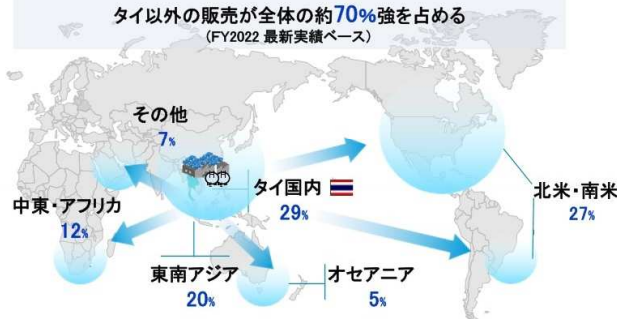 タイ以外の販売が全体の約70%強を占める
(FY2022 最新実績ベース)
その他
7%
タイ国内
29%
北米・南米
27%
中東・アフリカ
12%
東南アジア
20%
オセアニア
5%